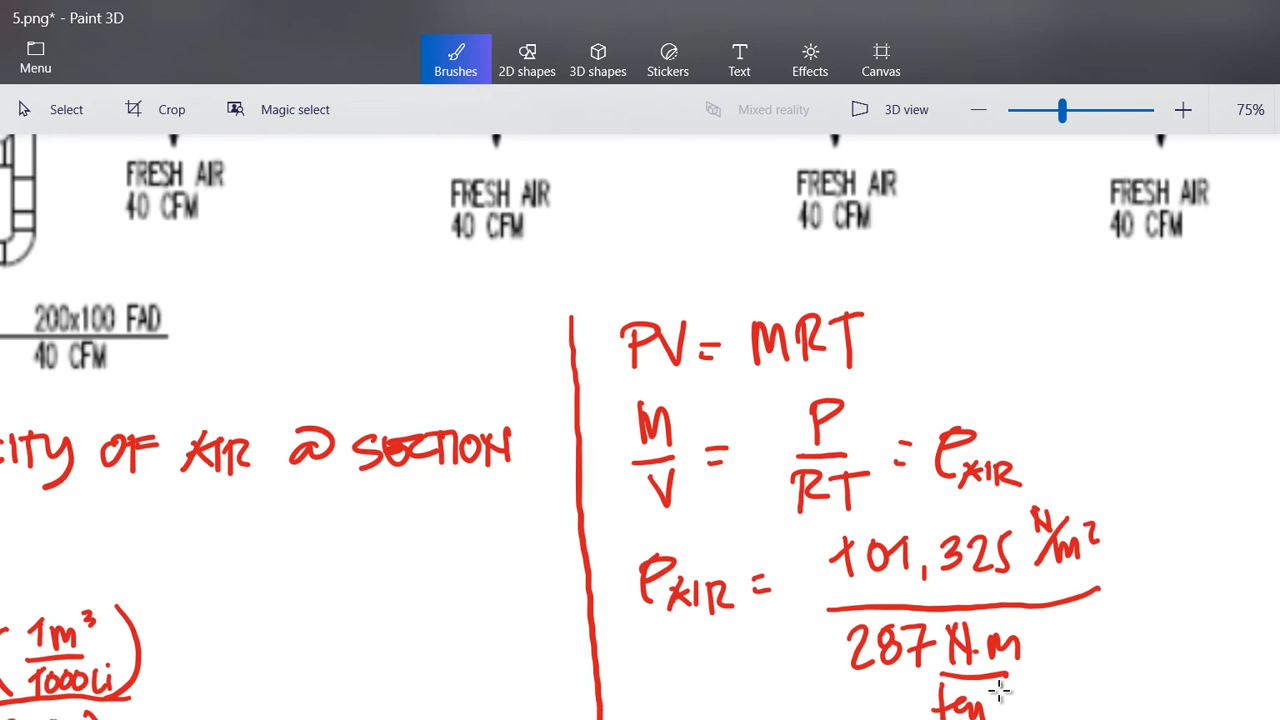 5.png* - Paint 3D
Menu
Brushes
2D shapes
3D shapes
Stickers
Text
Effects
Canvas
Select
Crop
Magic select
Mixed reality
3D view
75%
FRESH AIR
40 CFM
FRESH AIR
40 CFM
FRESH AIR
40 CFM
FRESH AIR
40 CFM
200x100 FAD
40 CFM
CITY OF AIR @ SECTION
( 1m³
1000Li )
PV = MRT
M/V = P/RT = ρAIR
ρAIR = 101,325 N/m²
287 N·m